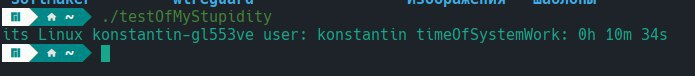 Softmaker wireguard Изображения Шаблоны
~ ./testOfMyStupidity
its Linux konstantin-gl553ve user: konstantin timeOfSystemWork: 0h 10m 34s
~